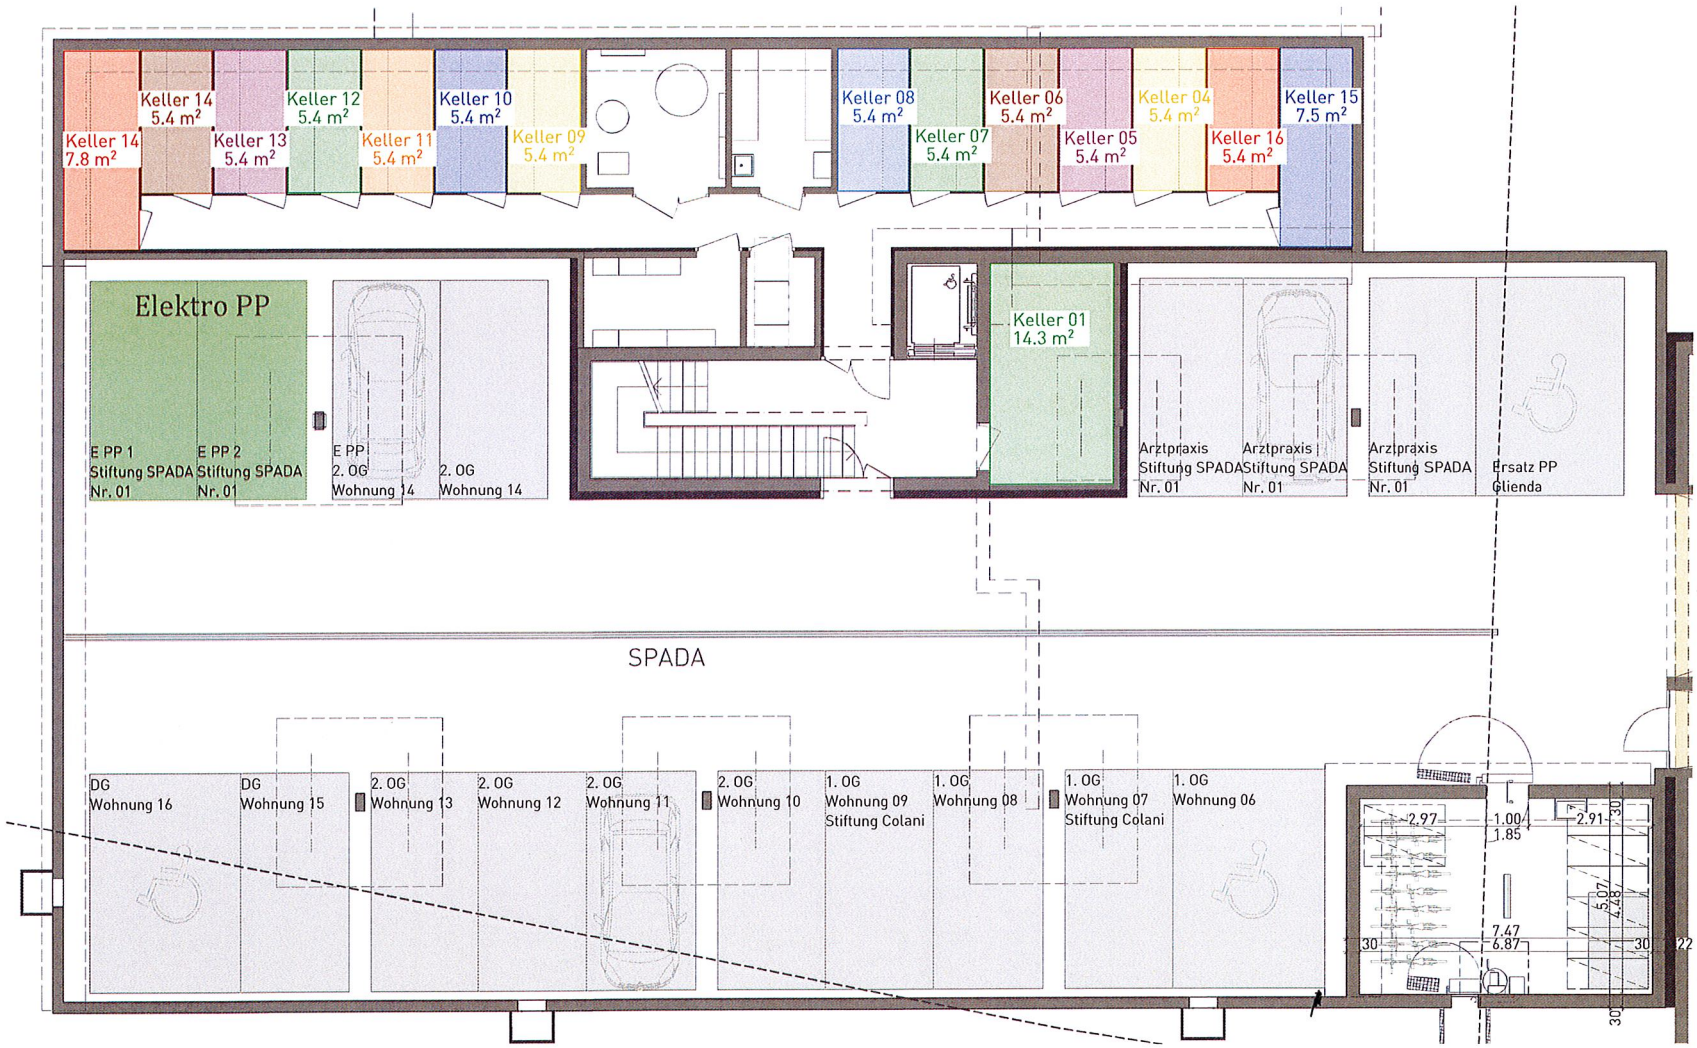 Keller 14
7.8 m²
Keller 14
5.4 m²
Keller 13
5.4 m²
Keller 12
5.4 m²
Keller 11
5.4 m²
Keller 10
5.4 m²
Keller 09
5.4 m²
Keller 08
5.4 m²
Keller 07
5.4 m²
Keller 06
5.4 m²
Keller 05
5.4 m²
Keller 04
5.4 m²
Keller 16
5.4 m²
Keller 15
7.5 m²
Elektro PP
E PP 1
Stiftung SPADA
Nr. 01
E PP 2
Stiftung SPADA
Nr. 01
E PP
2. OG
Wohnung 14
2. OG
Wohnung 14
Keller 01
14.3 m²
Arztpraxis
Stiftung SPADA
Nr. 01
Arztpraxis
Stiftung SPADA
Nr. 01
Arztpraxis
Stiftung SPADA
Nr. 01
Ersatz PP
Glienda
SPADA
DG
Wohnung 16
DG
Wohnung 15
2. OG
Wohnung 13
2. OG
Wohnung 12
2. OG
Wohnung 11
2. OG
Wohnung 10
1. OG
Wohnung 09
Stiftung Colani
1. OG
Wohnung 08
1. OG
Wohnung 07
Stiftung Colani
1. OG
Wohnung 06
2.97
1.00
1.85
2.91
30
5.07
4.48
7.47
6.87
30
30
22
30